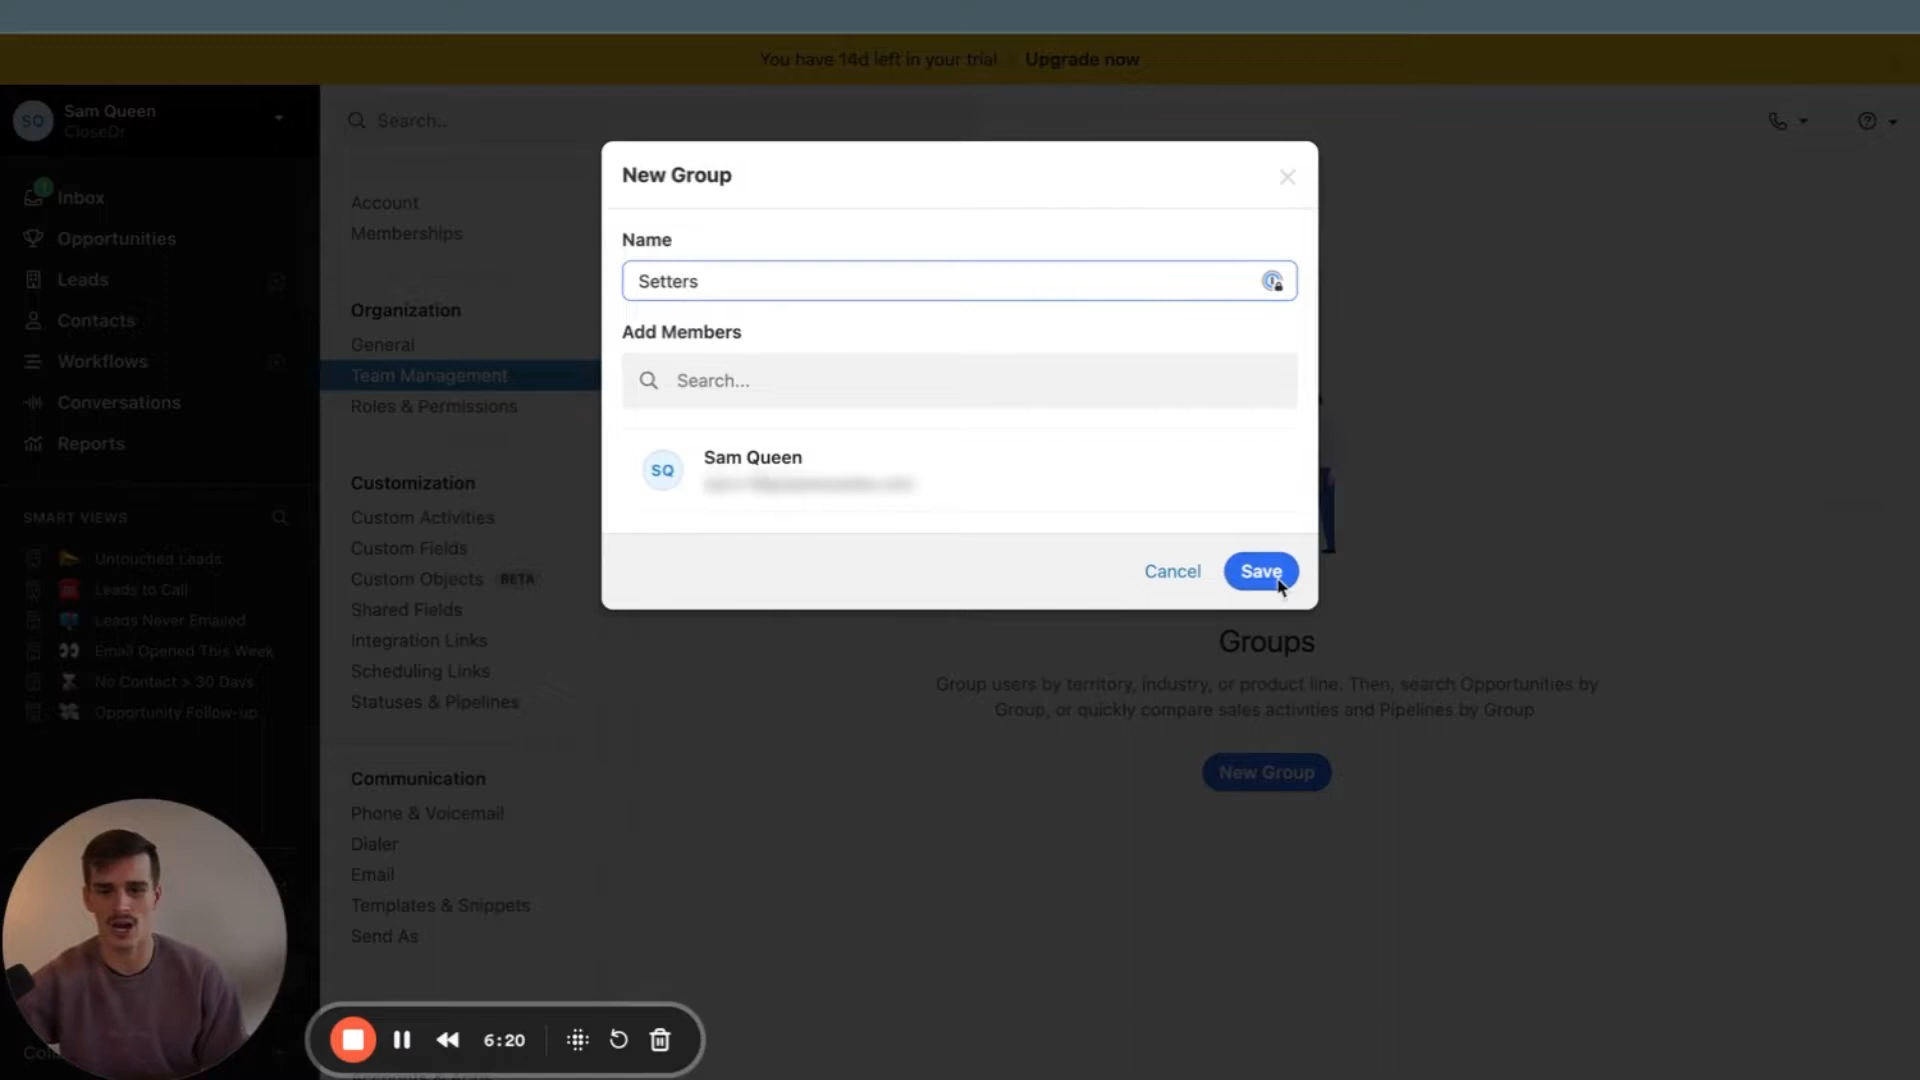 You have 14d left in your trial Upgrade now
SQ
Sam Queen
CloseDr
Inbox
1
Opportunities
Leads
Contacts
Workflows
Conversations
Reports
SMART VIEWS
Untouched Leads
Leads to Call
Leads Never Emailed
Email Opened This Week
No Contact > 30 Days
Opportunity Follow-up
Search...
Account
Memberships
Organization
General
Team Management
Roles & Permissions
Customization
Custom Activities
Custom Fields
Custom Objects BETA
Shared Fields
Integration Links
Scheduling Links
Statuses & Pipelines
Communication
Phone & Voicemail
Dialer
Email
Templates & Snippets
Send As
New Group
Name
Setters
Add Members
Search...
SQ
Sam Queen
Cancel
Save
Groups
Group users by territory, industry, or product line. Then, search Opportunities by
Group, or quickly compare sales activities and Pipelines by Group
New Group
6:20